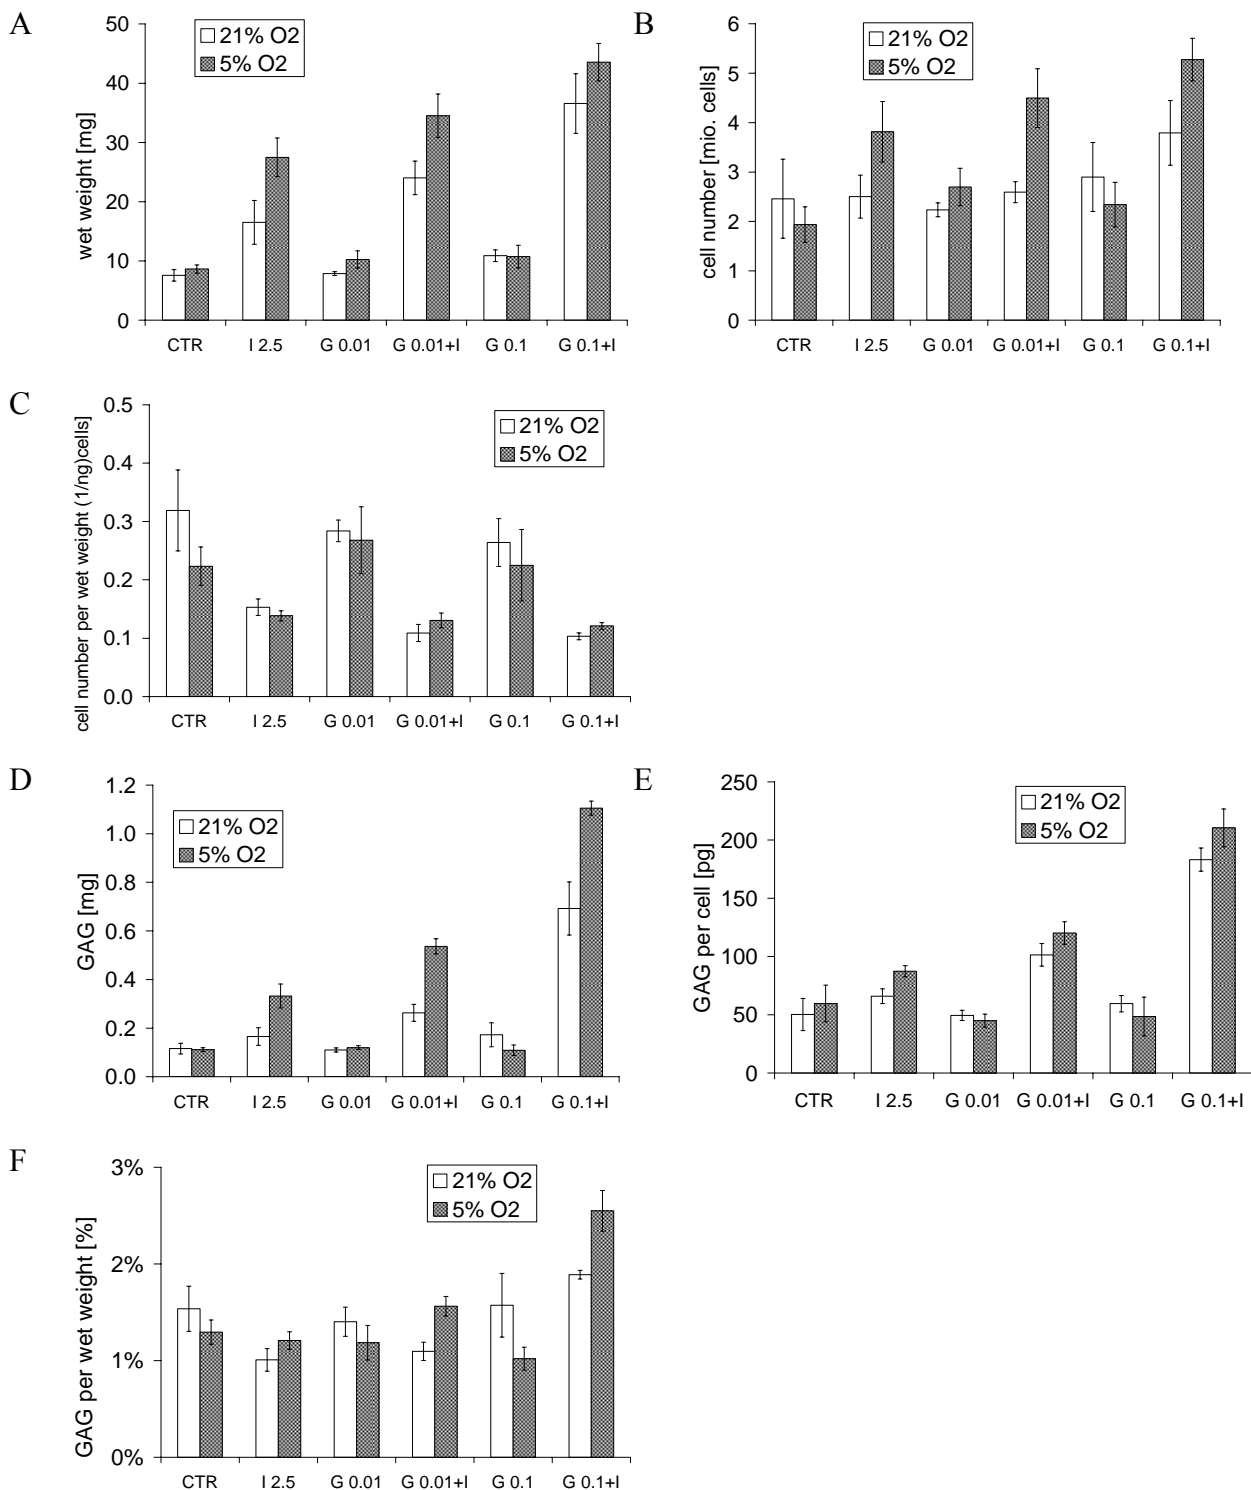 A
wet weight [mg]
50
40
30
20
10
0
21% O2
5% O2
CTR I 2.5 G 0.01 G 0.01+I G 0.1 G 0.1+I
B
cell number [mio. cells]
6
5
4
3
2
1
0
21% O2
5% O2
CTR I 2.5 G 0.01 G 0.01+I G 0.1 G 0.1+I
C
cell number per wet weight (1/ng)cells]
0.5
0.4
0.3
0.2
0.1
0.0
21% O2
5% O2
CTR I 2.5 G 0.01 G 0.01+I G 0.1 G 0.1+I
D
GAG [mg]
1.2
1.0
0.8
0.6
0.4
0.2
0.0
21% O2
5% O2
CTR I 2.5 G 0.01 G 0.01+I G 0.1 G 0.1+I
E
GAG per cell [pg]
250
200
150
100
50
0
21% O2
5% O2
CTR I 2.5 G 0.01 G 0.01+I G 0.1 G 0.1+I
F
GAG per wet weight [%]
3%
2%
1%
0%
21% O2
5% O2
CTR I 2.5 G 0.01 G 0.01+I G 0.1 G 0.1+I